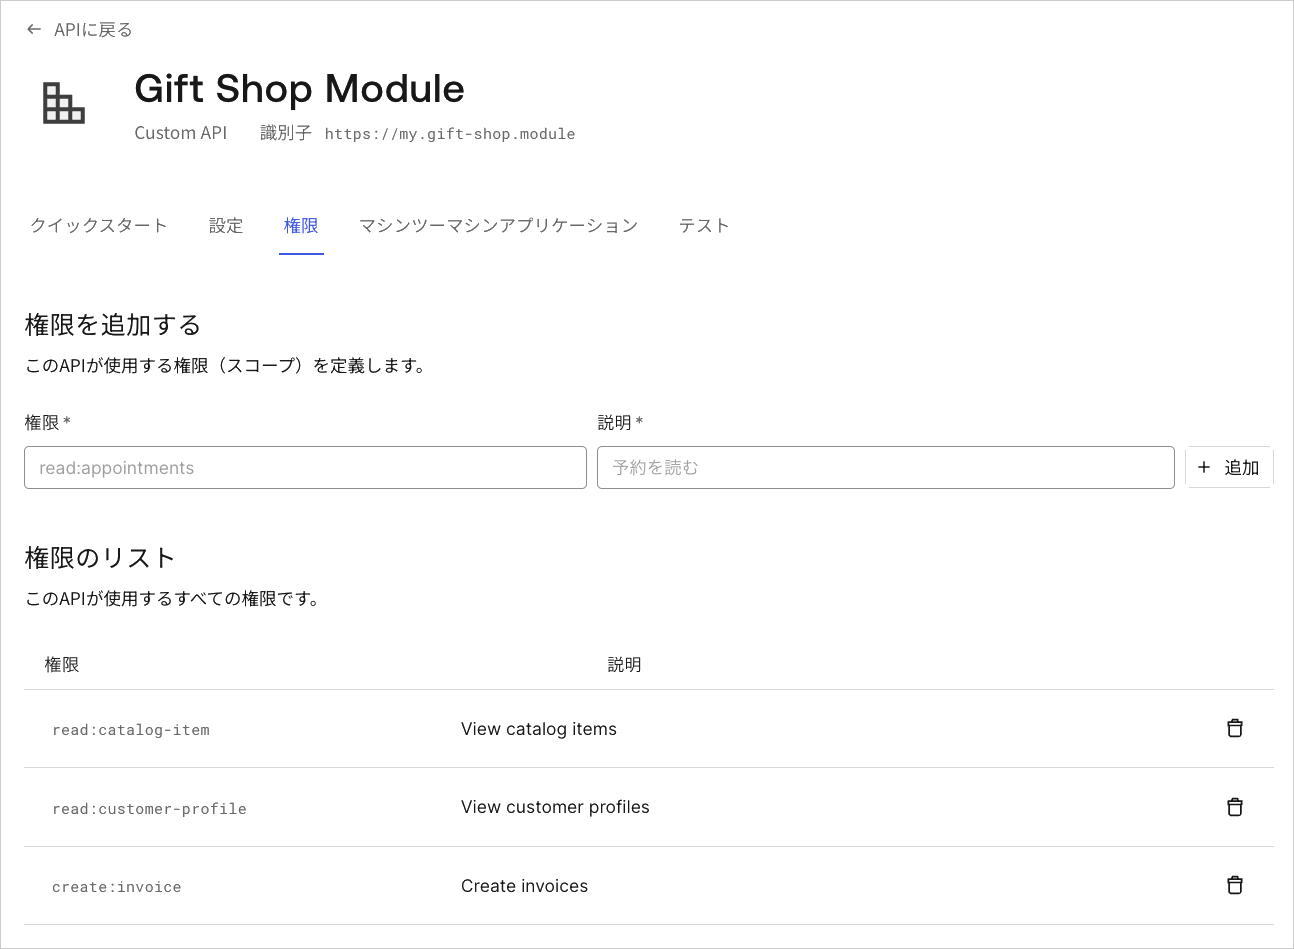 ← APIに戻る
Gift Shop Module
Custom API 識別子 https://my.gift-shop.module
クイックスタート 設定 権限 マシンツーマシンアプリケーション テスト
権限を追加する
このAPIが使用する権限（スコープ）を定義します。
権限 * 説明 *
read:appointments 予約を読む + 追加
権限のリスト
このAPIが使用するすべての権限です。
権限 説明
read:catalog-item View catalog items
read:customer-profile View customer profiles
create:invoice Create invoices